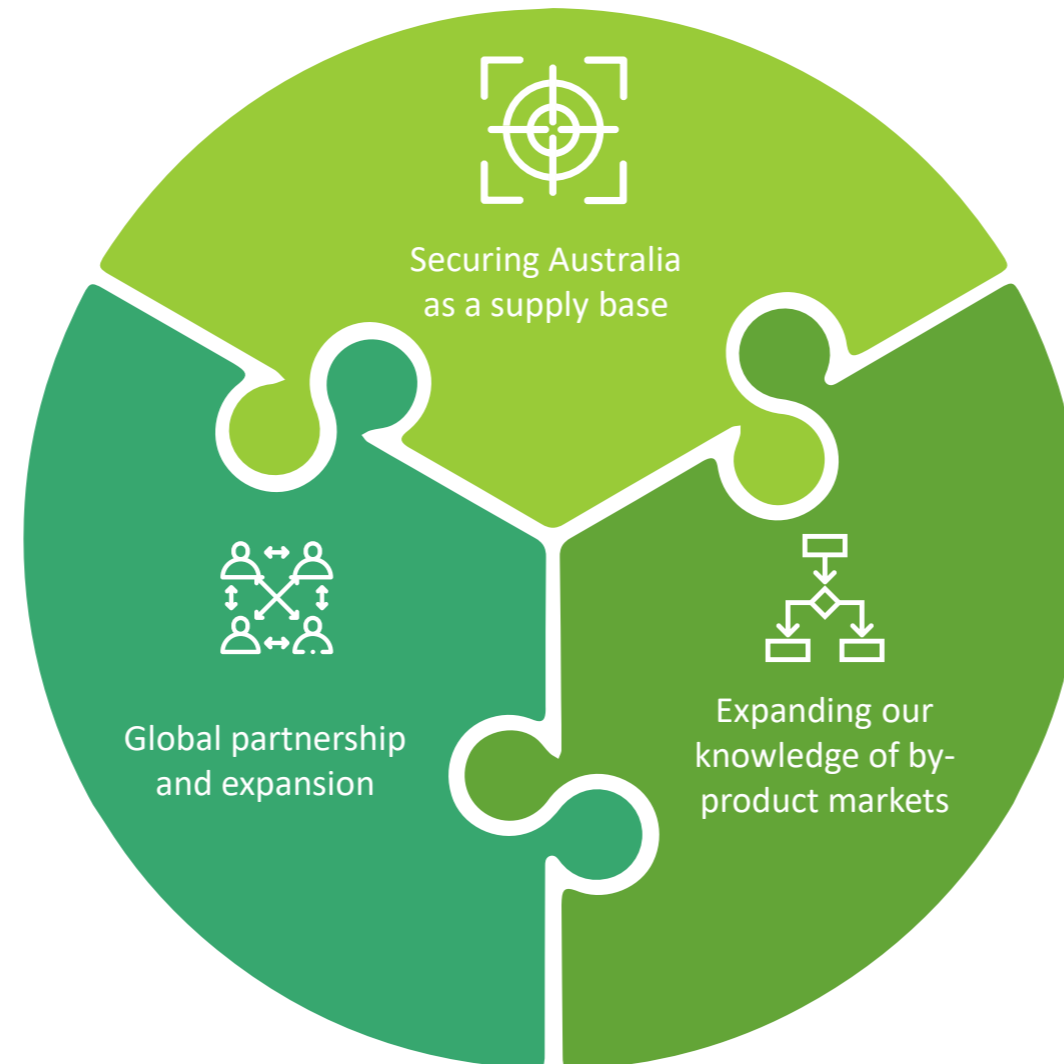 Securing Australia
as a supply base
Global partnership
and expansion
Expanding our
knowledge of by-
product markets